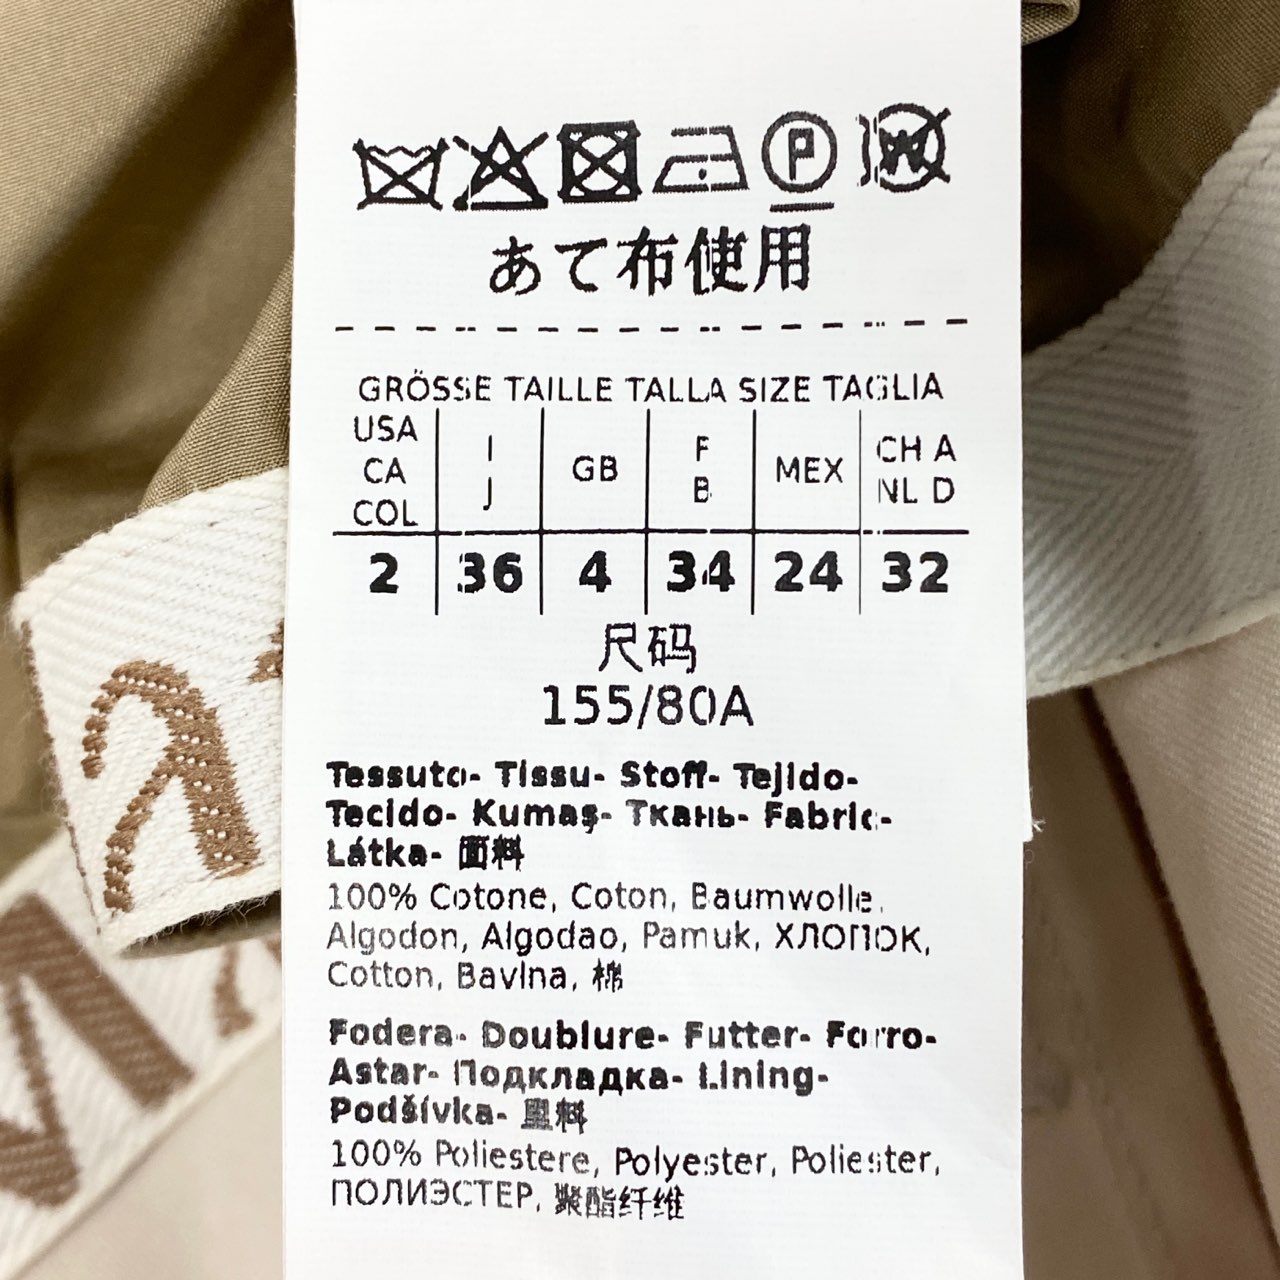 P
W
あて布使用
GRÖSSE TAILLE TALLA SIZE TAGLIA
USA CA COL I J GB F B MEX CH A NL D
2 36 4 34 24 32
尺码
155/80A
Tessuto- Tissu- Stoff- Tejido-
Tecido- Kumaş- Ткань- Fabric-
Látka- 面料
100% Cotone, Coton, Baumwolle,
Algodon, Algodao, Pamuk, ХЛОПОК,
Cotton, Bavlna, 棉
Fodera- Doublure- Futter- Forro-
Astar- Подкладка- Lining-
Podšívka- 里料
100% Poliestere, Polyester, Poliester,
ПОЛИЭСТЕР, 聚酯纤维